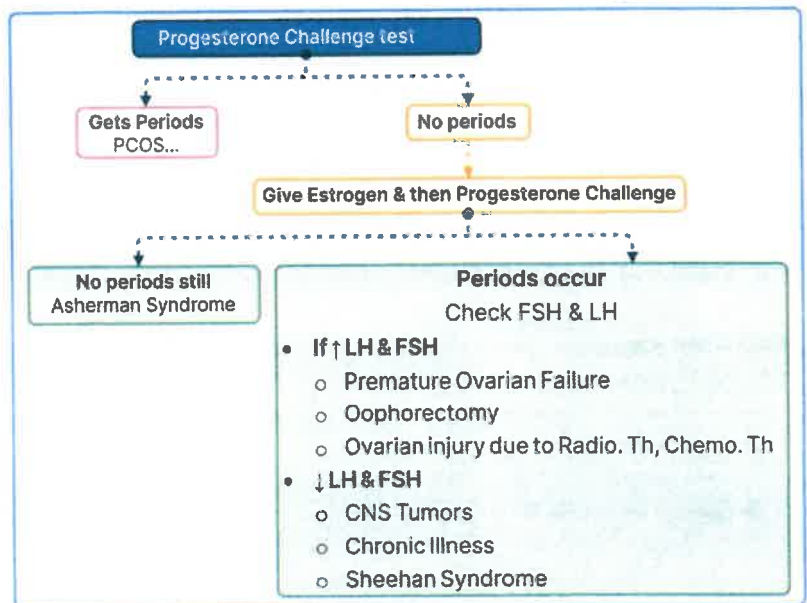 Progesterone Challenge test
Gets Periods
PCOS...
No periods
Give Estrogen & then Progesterone Challenge
No periods still
Asherman Syndrome
Periods occur
Check FSH & LH
• If ↑ LH & FSH
o Premature Ovarian Failure
o Oophorectomy
o Ovarian injury due to Radio. Th, Chemo. Th
• ↓ LH & FSH
o CNS Tumors
o Chronic Illness
o Sheehan Syndrome